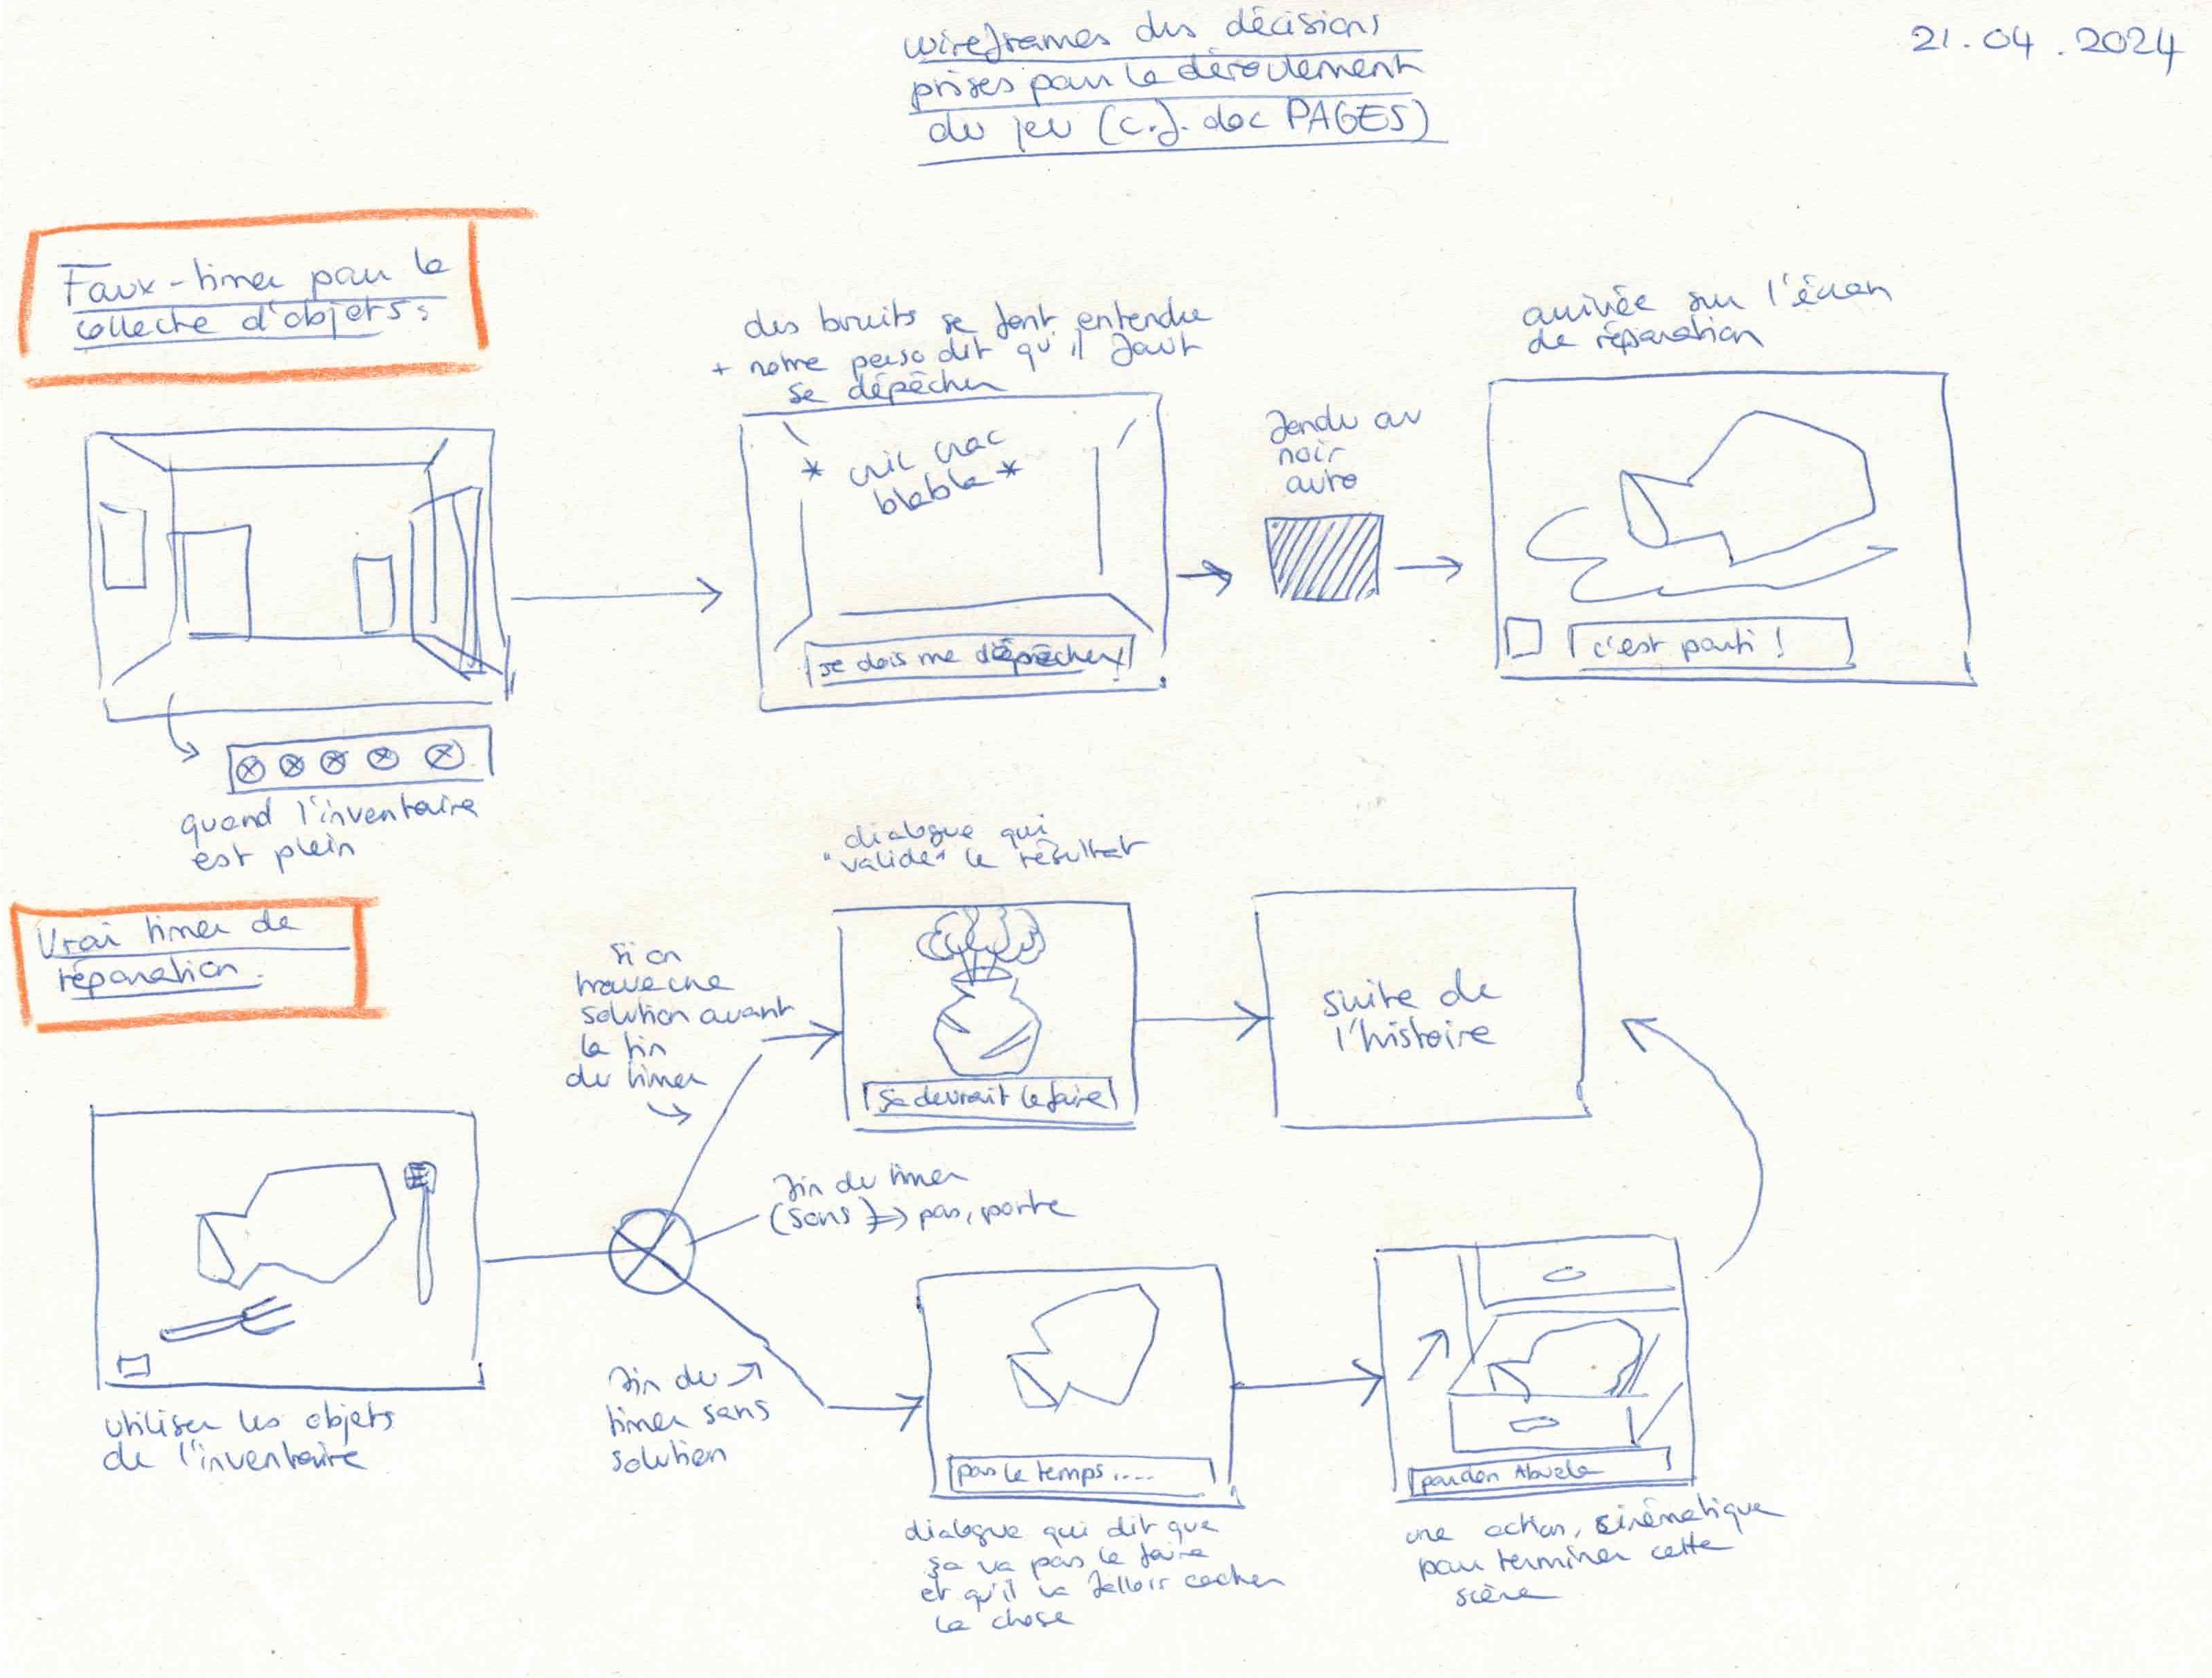 wireframes des décisions
prises pour le déroulement
du jeu (c.f. doc PAGES)
21.04.2024
Faux-timer pour la
collecte d'objets:
des bruits se font entendre
+ notre perso dit qu'il faut
se dépêcher
* cric crac
blabla *
je dois me dépêcher!
fondu au
noir
auto
arrivée sur l'écran
de réparation
c'est parti !
quand l'inventaire
est plein
Vrai timer de
réparation.
utiliser les objets
de l'inventaire
si on
trouve une
solution avant
la fin
du timer
dialogue qui
"valide" le résultat
ça devrait le faire
suite de
l'histoire
fin du timer
(sons => pas, porte
fin du
timer sans
solution
pas le temps....
dialogue qui dit que
ça va pas le faire
et qu'il va falloir cacher
la chose
pardon Abuela
une action, cinématique
pour terminer cette
scène